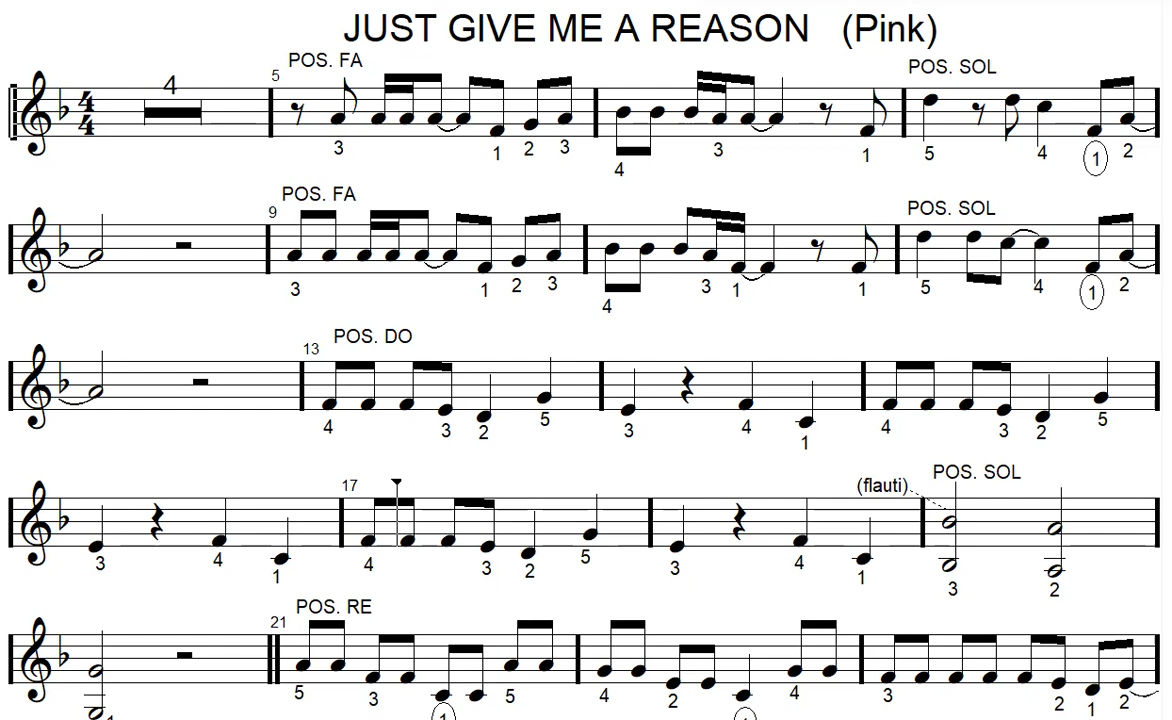 JUST GIVE ME A REASON (Pink)
4 5 POS. FA POS. SOL
4 4
3 1 2 3 4 3 1 5 4 1 2
9 POS. FA POS. SOL
3 1 2 3 4 3 1 1 5 4 1 2
13 POS. DO
4 3 2 5 3 4 1 4 3 2 5
17 (flauti) POS. SOL
3 4 1 4 3 2 5 3 4 1 3 2
21 POS. RE
1 5 3 1 5 4 2 1 4 3 2 1 2